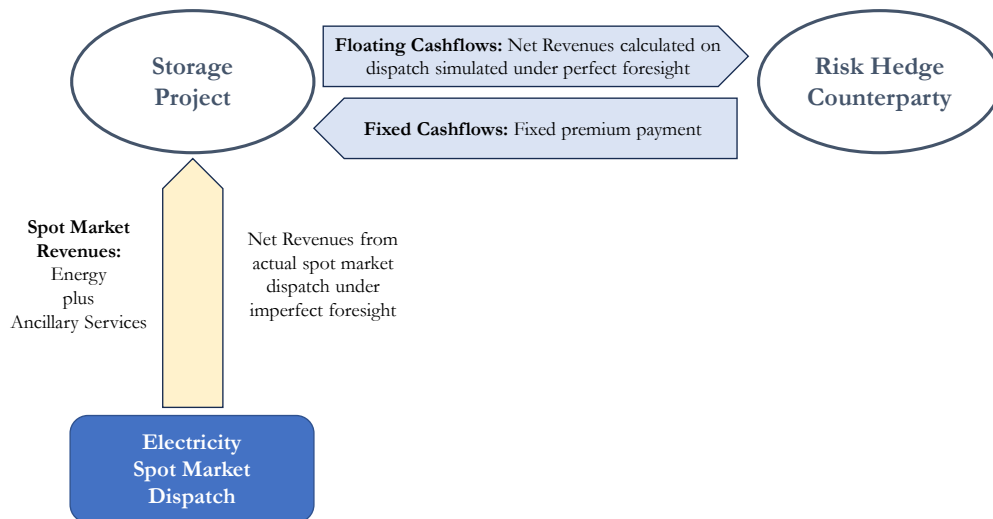 Storage
Project
Floating Cashflows: Net Revenues calculated on
dispatch simulated under perfect foresight
Fixed Cashflows: Fixed premium payment
Risk Hedge
Counterparty
Spot Market
Revenues:
Energy
plus
Ancillary Services
Net Revenues from
actual spot market
dispatch under
imperfect foresight
Electricity
Spot Market
Dispatch